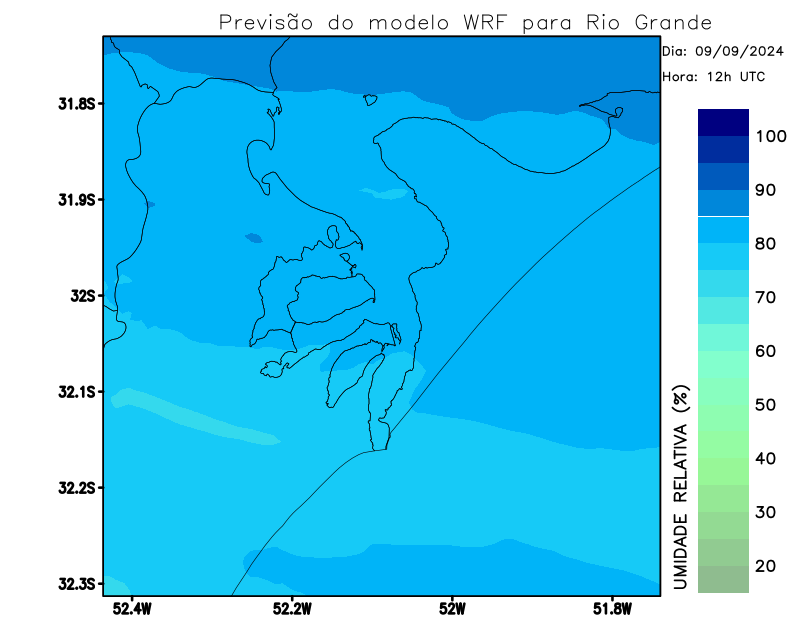 Previsão do modelo WRF para Rio Grande
Dia: 09/09/2024
Hora: 12h UTC
31.8S
31.9S
32S
32.1S
32.2S
32.3S
52.4W
52.2W
52W
51.8W
UMIDADE RELATIVA (%)
100
90
80
70
60
50
40
30
20